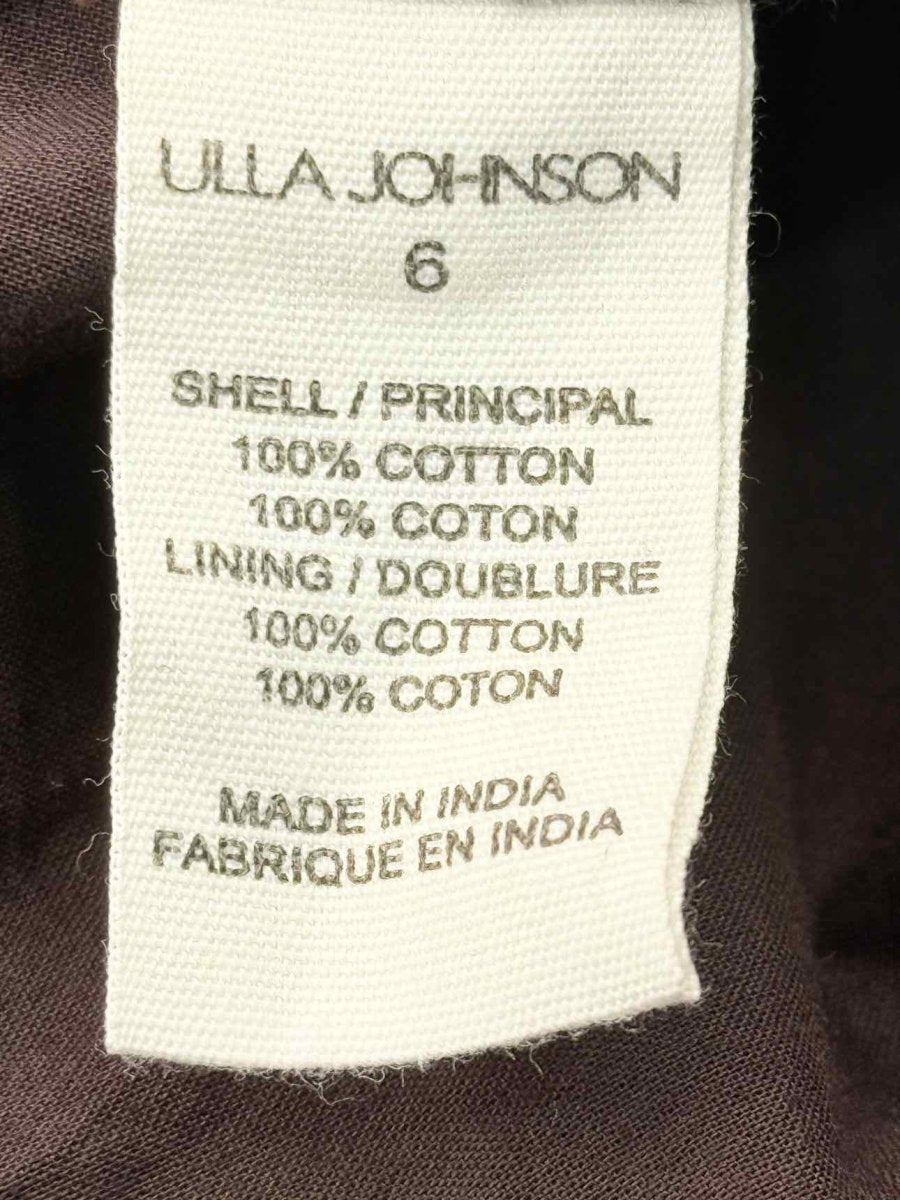 ULLA JOHNSON
6
SHELL / PRINCIPAL
100% COTTON
100% COTON
LINING / DOUBLURE
100% COTTON
100% COTON
MADE IN INDIA
FABRIQUE EN INDIA